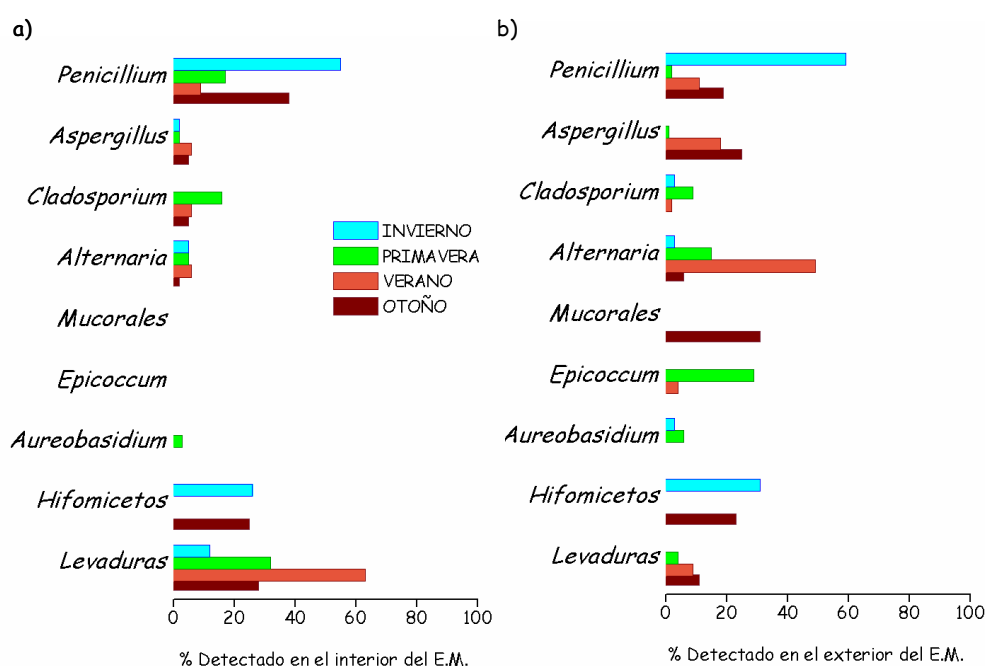 a)
Penicillium
Aspergillus
Cladosporium
Alternaria
Mucorales
Epicoccum
Aureobasidium
Hifomicetos
Levaduras
INVIERNO
PRIMAVERA
VERANO
OTOÑO
0 20 40 60 80 100
% Detectado en el interior del E.M.
b)
Penicillium
Aspergillus
Cladosporium
Alternaria
Mucorales
Epicoccum
Aureobasidium
Hifomicetos
Levaduras
0 20 40 60 80 100
% Detectado en el exterior del E.M.